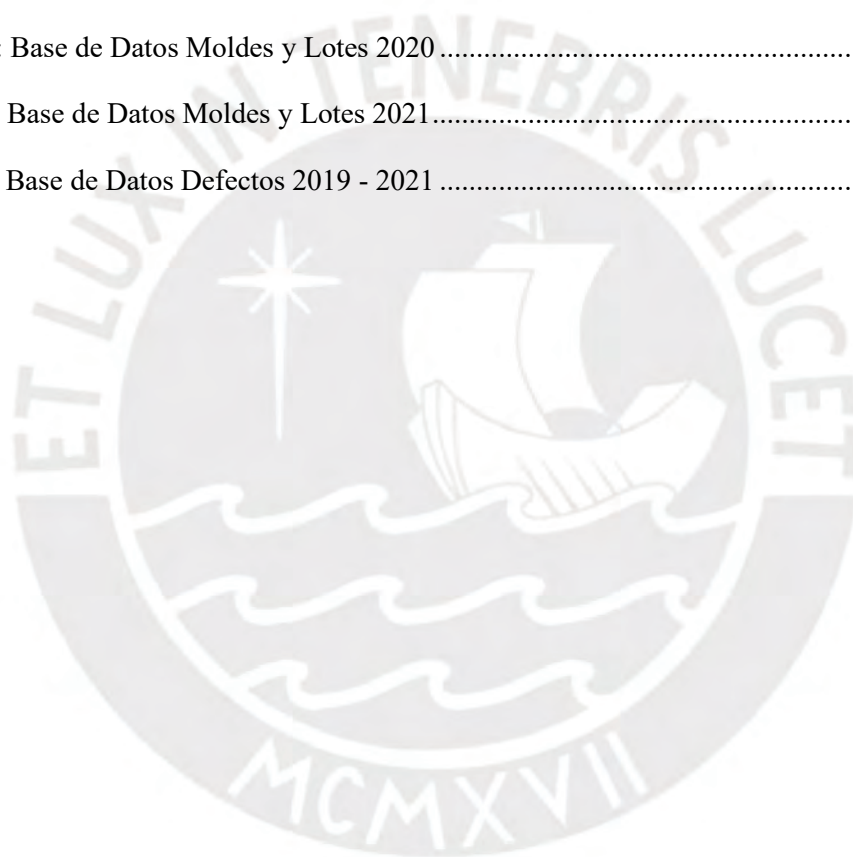 : Base de Datos Moldes y Lotes 2020 ......................................................
Base de Datos Moldes y Lotes 2021.......................................................
Base de Datos Defectos 2019 - 2021 ......................................................
ET LUX IN TENEBRIS LUCET
MCMXVII